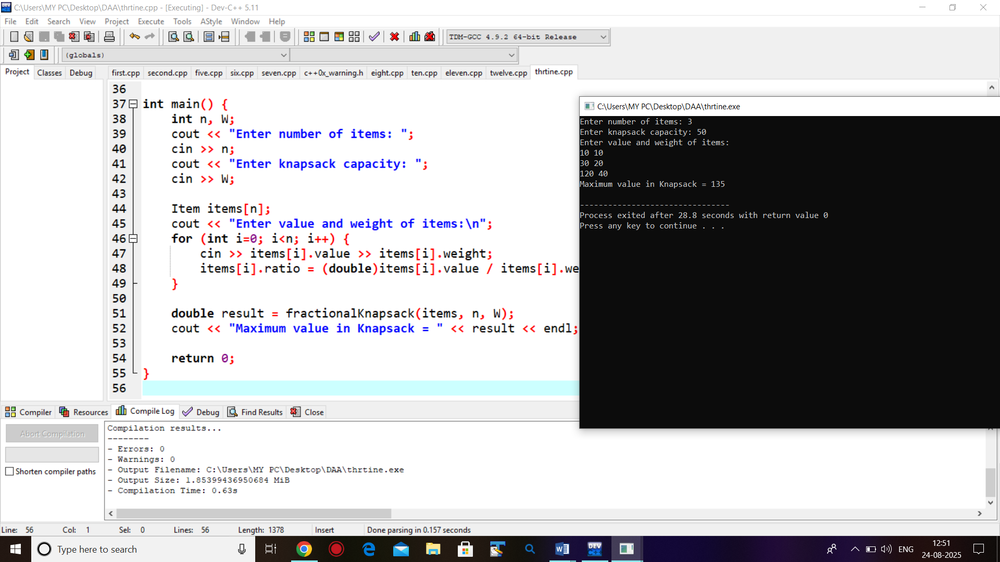 C:\Users\MY PC\Desktop\DAA\thrtine.cpp - [Executing] - Dev-C++ 5.11
File Edit Search View Project Execute Tools AStyle Window Help
TDM-GCC 4.9.2 64-bit Release
(globals)
Project Classes Debug
first.cpp second.cpp five.cpp six.cpp seven.cpp c++0x_warning.h eight.cpp ten.cpp eleven.cpp twelve.cpp thrtine.cpp
36
37 int main() {
38 int n, W;
39 cout << "Enter number of items: ";
40 cin >> n;
41 cout << "Enter knapsack capacity: ";
42 cin >> W;
43
44 Item items[n];
45 cout << "Enter value and weight of items:\n";
46 for (int i=0; i<n; i++) {
47 cin >> items[i].value >> items[i].weight;
48 items[i].ratio = (double)items[i].value / items[i].we
49 }
50
51 double result = fractionalKnapsack(items, n, W);
52 cout << "Maximum value in Knapsack = " << result << endl;
53
54 return 0;
55 }
56
C:\Users\MY PC\Desktop\DAA\thrtine.exe
Enter number of items: 3
Enter knapsack capacity: 50
Enter value and weight of items:
10 10
30 20
120 40
Maximum value in Knapsack = 135
--------------------------------
Process exited after 28.8 seconds with return value 0
Press any key to continue . . .
Compiler Resources Compile Log Debug Find Results Close
Abort Compilation
Shorten compiler paths
Compilation results...
--------
- Errors: 0
- Warnings: 0
- Output Filename: C:\Users\MY PC\Desktop\DAA\thrtine.exe
- Output Size: 1.85399436950684 MiB
- Compilation Time: 0.63s
Line: 56 Col: 1 Sel: 0 Lines: 56 Length: 1378 Insert Done parsing in 0.157 seconds
Type here to search
DEV
C++
ENG
12:51
24-08-2025